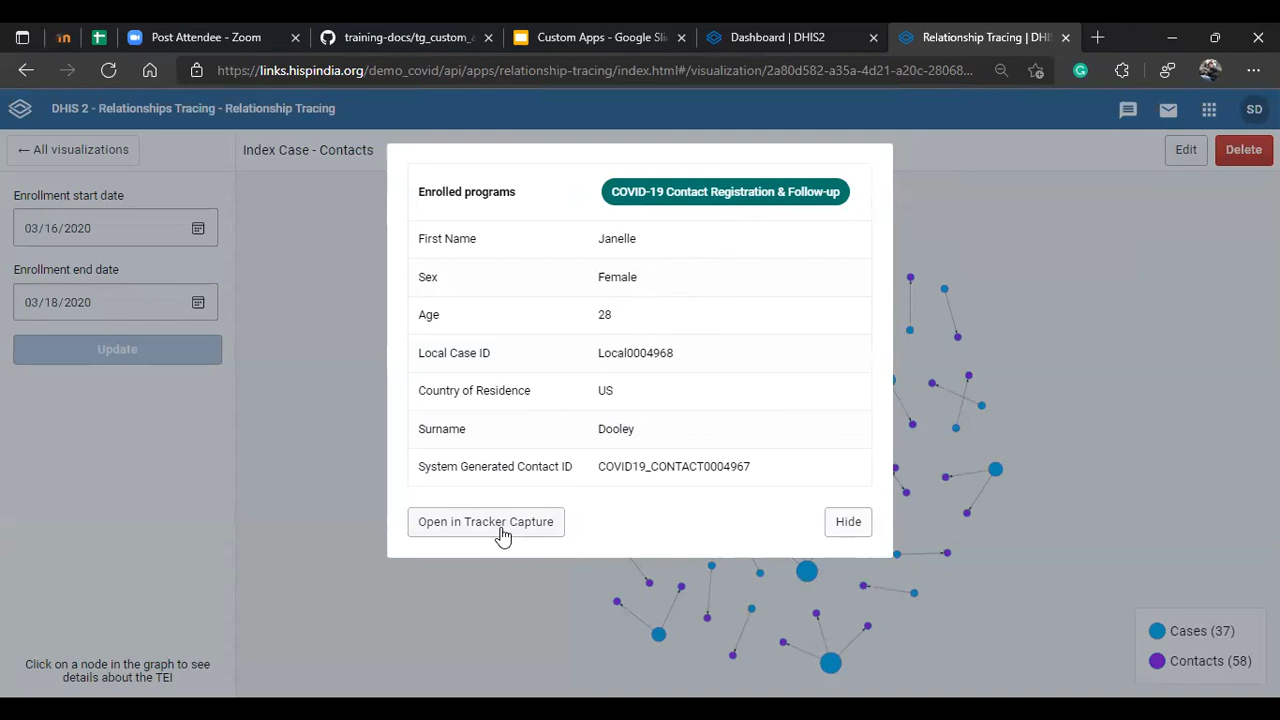 Post Attendee - Zoom
training-docs/tg_custom_a
Custom Apps - Google Slid
Dashboard | DHIS2
Relationship Tracing | DHIS
https://links.hispindia.org/demo_covid/api/apps/relationship-tracing/index.html#/visualization/2a80d582-a35a-4d21-a20c-28068...
DHIS 2 - Relationships Tracing - Relationship Tracing
SD
← All visualizations
Index Case - Contacts
Edit
Delete
Enrollment start date
03/16/2020
Enrollment end date
03/18/2020
Update
Enrolled programs
COVID-19 Contact Registration & Follow-up
First Name Janelle
Sex Female
Age 28
Local Case ID Local0004968
Country of Residence US
Surname Dooley
System Generated Contact ID COVID19_CONTACT0004967
Open in Tracker Capture
Hide
Cases (37)
Contacts (58)
Click on a node in the graph to see
details about the TEI